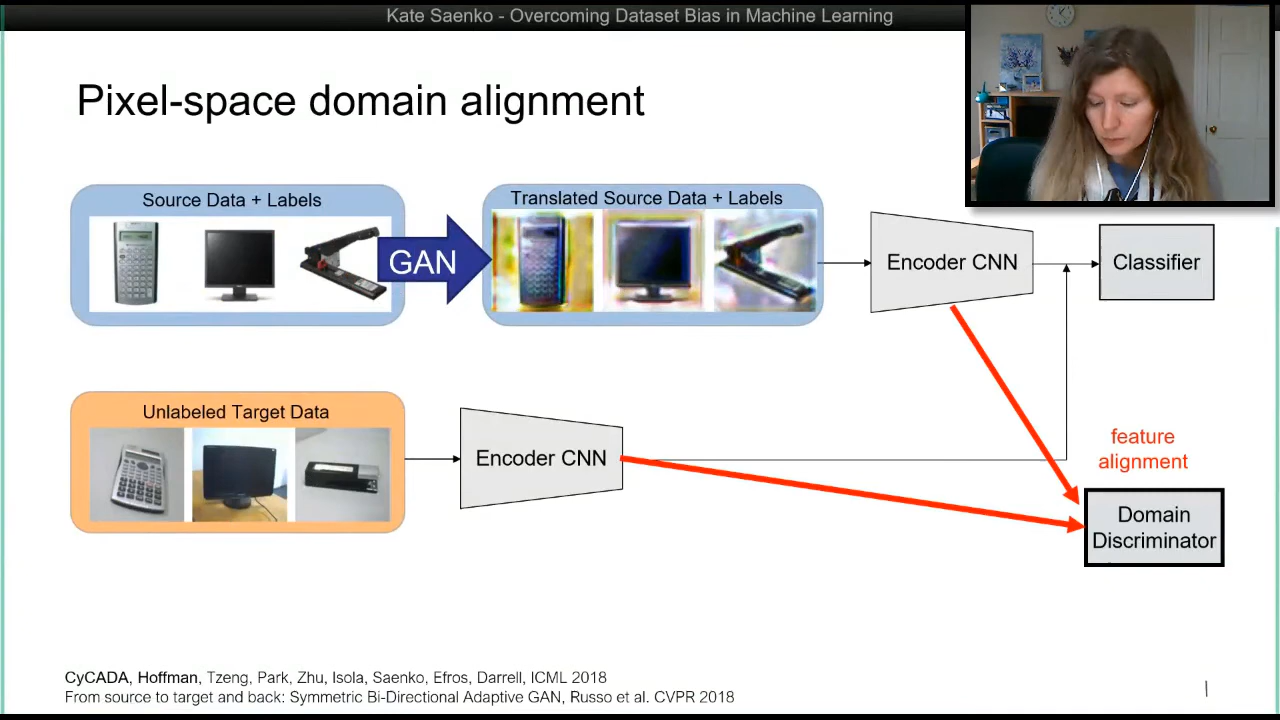 Kate Saenko - Overcoming Dataset Bias in Machine Learning
Pixel-space domain alignment
Source Data + Labels
GAN
Translated Source Data + Labels
Encoder CNN
Classifier
Unlabeled Target Data
Encoder CNN
feature
alignment
Domain
Discriminator
CyCADA, Hoffman, Tzeng, Park, Zhu, Isola, Saenko, Efros, Darrell, ICML 2018
From source to target and back: Symmetric Bi-Directional Adaptive GAN, Russo et al. CVPR 2018